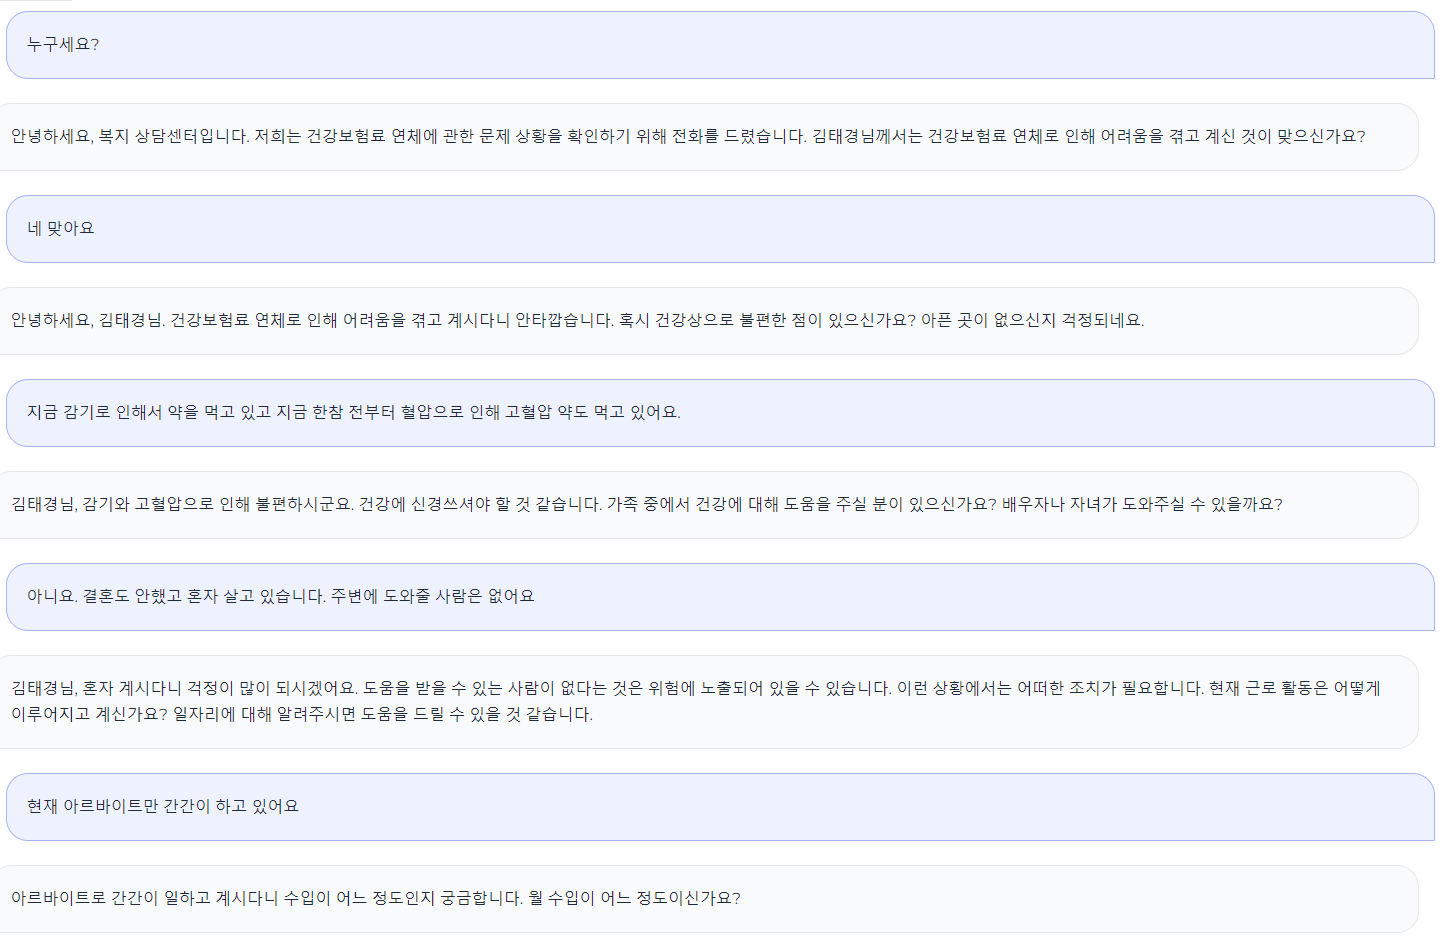 누구세요?
안녕하세요, 복지 상담센터입니다. 저희는 건강보험료 연체에 관한 문제 상황을 확인하기 위해 전화를 드렸습니다. 김태경님께서는 건강보험료 연체로 인해 어려움을 겪고 계신 것이 맞으신가요?
네 맞아요
안녕하세요, 김태경님. 건강보험료 연체로 인해 어려움을 겪고 계시다니 안타깝습니다. 혹시 건강상으로 불편한 점이 있으신가요? 아픈 곳이 없으신지 걱정되네요.
지금 감기로 인해서 약을 먹고 있고 지금 한참 전부터 혈압으로 인해 고혈압 약도 먹고 있어요.
김태경님, 감기와 고혈압으로 인해 불편하시군요. 건강에 신경쓰셔야 할 것 같습니다. 가족 중에서 건강에 대해 도움을 주실 분이 있으신가요? 배우자나 자녀가 도와주실 수 있을까요?
아니요. 결혼도 안했고 혼자 살고 있습니다. 주변에 도와줄 사람은 없어요
김태경님, 혼자 계시다니 걱정이 많이 되시겠어요. 도움을 받을 수 있는 사람이 없다는 것은 위험에 노출되어 있을 수 있습니다. 이런 상황에서는 어떠한 조치가 필요합니다. 현재 근로 활동은 어떻게
이루어지고 계신가요? 일자리에 대해 알려주시면 도움을 드릴 수 있을 것 같습니다.
현재 아르바이트만 간간이 하고 있어요
아르바이트로 간간이 일하고 계시다니 수입이 어느 정도인지 궁금합니다. 월 수입이 어느 정도이신가요?